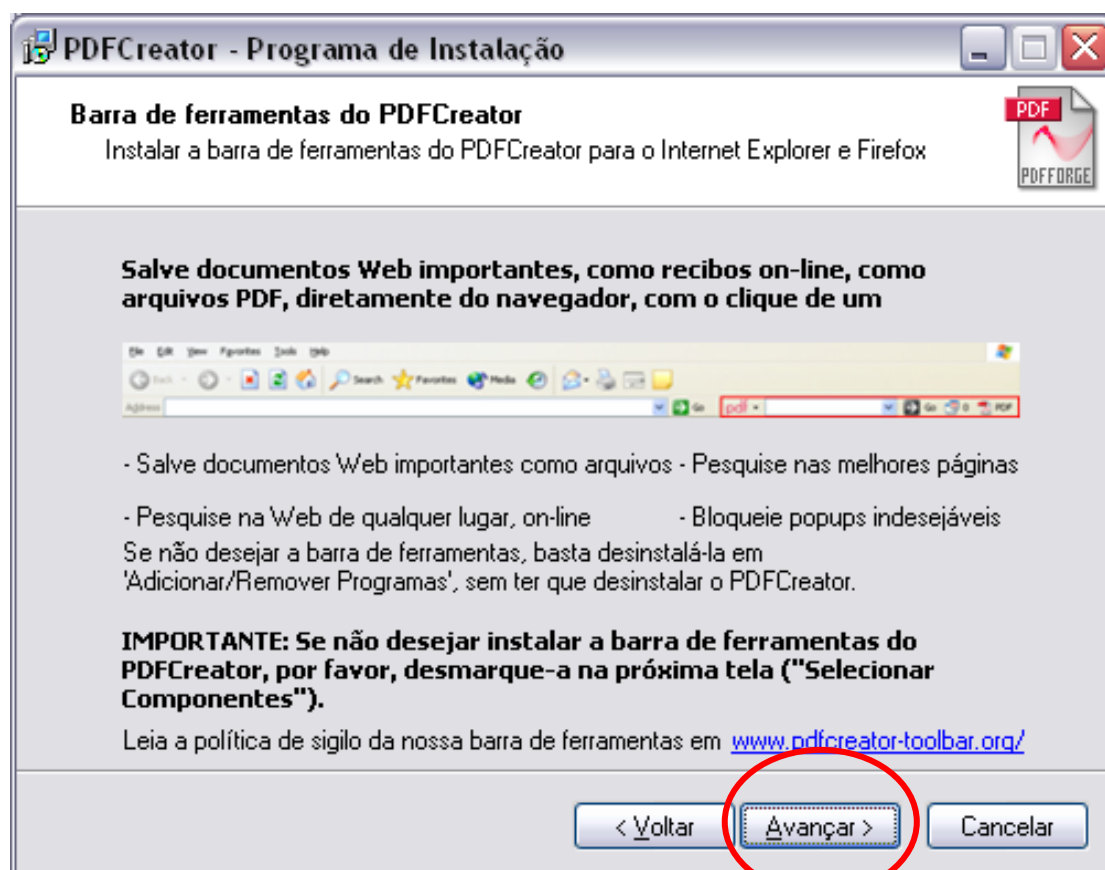 PDFCreator - Programa de Instalação
Barra de ferramentas do PDFCreator
Instalar a barra de ferramentas do PDFCreator para o Internet Explorer e Firefox
PDF
PDFFORGE
Salve documentos Web importantes, como recibos on-line, como
arquivos PDF, diretamente do navegador, com o clique de um
File Edit View Favorites Tools Help
Back Search Favorites Media
Address Go pdf Go 0 PDF
- Salve documentos Web importantes como arquivos - Pesquise nas melhores páginas
- Pesquise na Web de qualquer lugar, on-line - Bloqueie popups indesejáveis
Se não desejar a barra de ferramentas, basta desinstalá-la em
'Adicionar/Remover Programas', sem ter que desinstalar o PDFCreator.
IMPORTANTE: Se não desejar instalar a barra de ferramentas do
PDFCreator, por favor, desmarque-a na próxima tela ("Selecionar
Componentes").
Leia a política de sigilo da nossa barra de ferramentas em www.pdfcreator-toolbar.org/
< Voltar Avançar > Cancelar